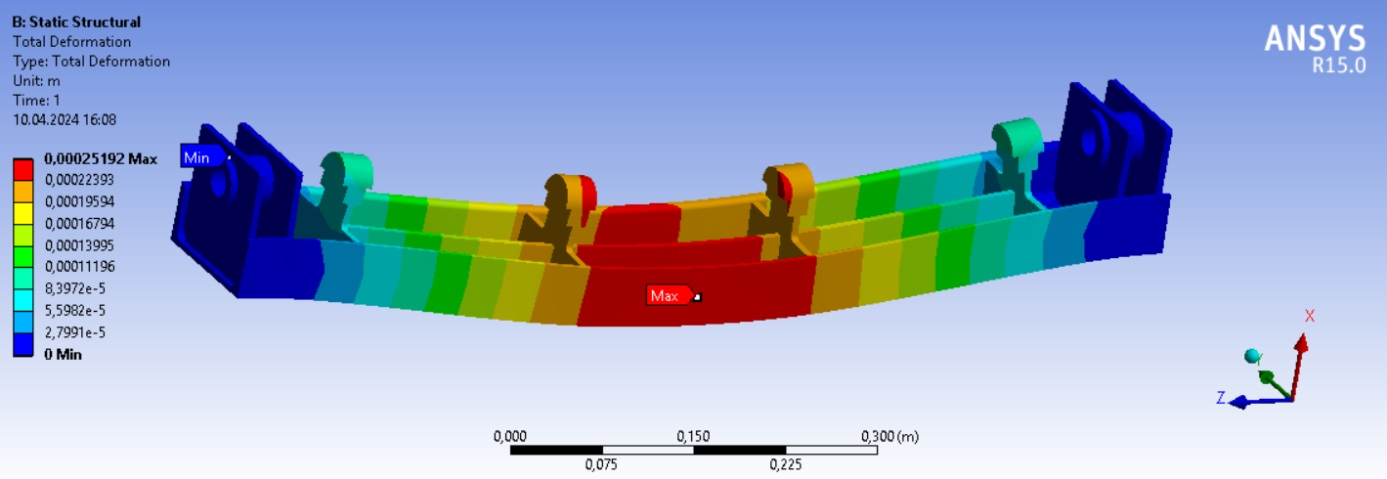 B: Static Structural
Total Deformation
Type: Total Deformation
Unit: m
Time: 1
10.04.2024 16:08
0,00025192 Max
0,00022393
0,00019594
0,00016794
0,00013995
0,00011196
8,3972e-5
5,5982e-5
2,7991e-5
0 Min
ANSYS
R15.0
Min
Max
X
Y
Z
0,000 0,150 0,300 (m)
0,075 0,225